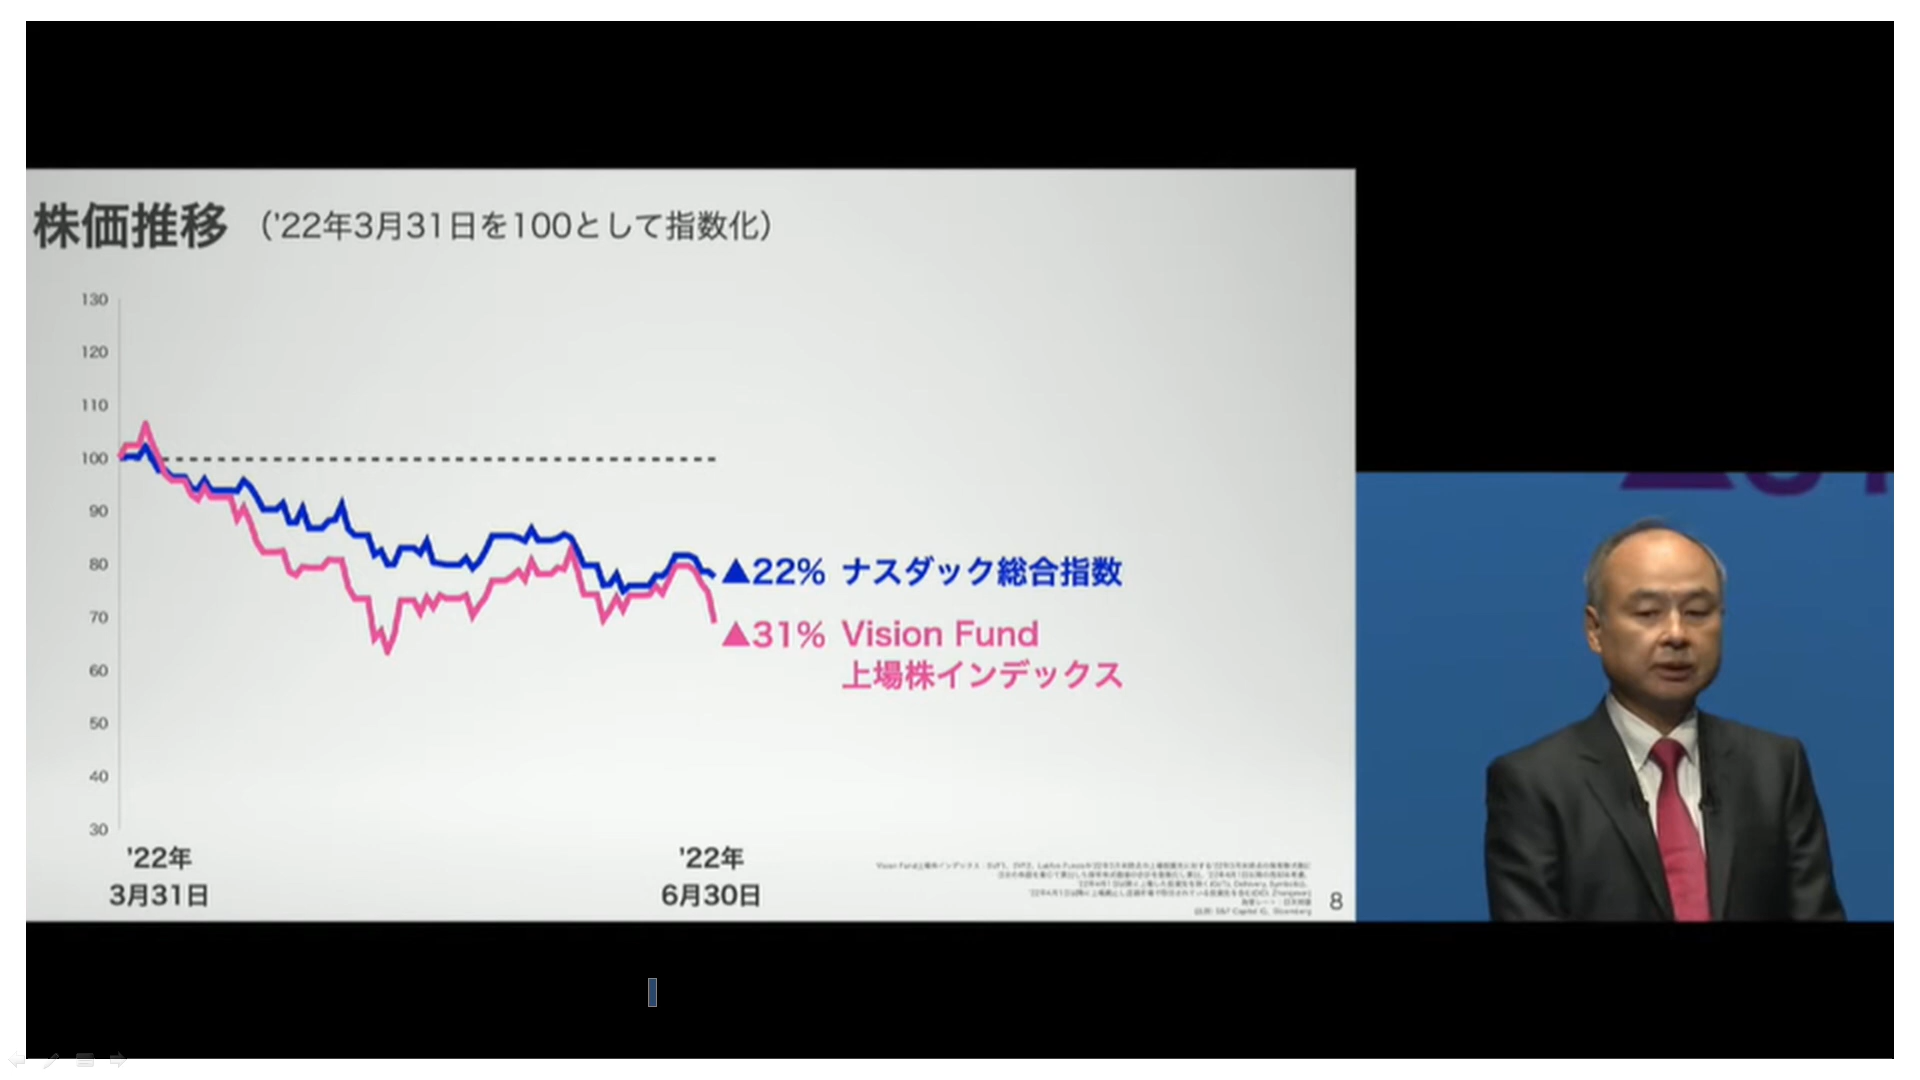 株価推移 ('22年3月31日を100として指数化)
130
120
110
100
90
80
70
60
50
40
30
▲22% ナスダック総合指数
▲31% Vision Fund
上場株インデックス
'22年
3月31日
'22年
6月30日
8